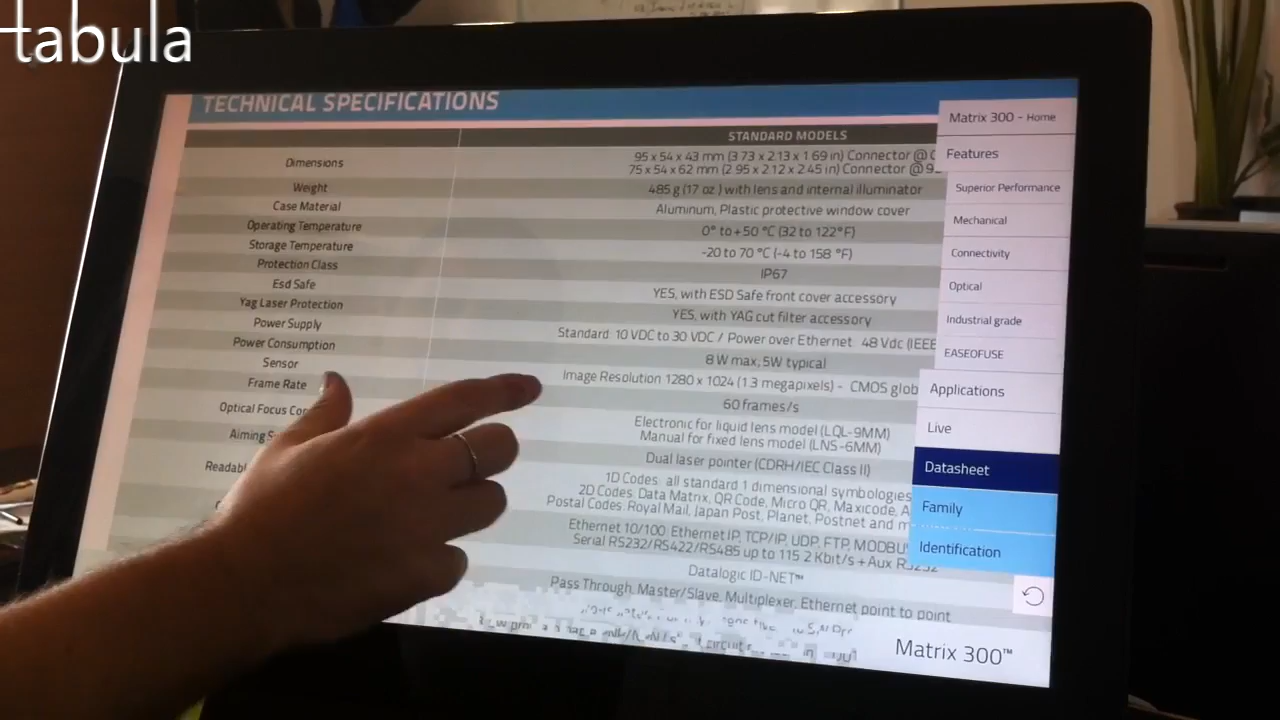 tabula
TECHNICAL SPECIFICATIONS
STANDARD MODELS
Dimensions
95 x 54 x 43 mm (3.73 x 2.13 x 1.69 in) Connector @
75 x 54 x 62 mm (2.95 x 2.12 x 2.45 in) Connector @ 9
Weight
485 g (17 oz.) with lens and internal illuminator
Case Material
Aluminum, Plastic protective window cover
Operating Temperature
0° to +50 °C (32 to 122°F)
Storage Temperature
-20 to 70 °C (-4 to 158 °F)
Protection Class
IP67
Esd Safe
YES, with ESD Safe front cover accessory
Yag Laser Protection
YES, with YAG cut filter accessory
Power Supply
Standard: 10 VDC to 30 VDC / Power over Ethernet: 48 Vdc (IEEE
Power Consumption
8 W max, 5W typical
Sensor
Image Resolution 1280 x 1024 (1.3 megapixels) - CMOS glob
Frame Rate
60 frames/s
Optical Focus Co
Electronic for liquid lens model (LQL-9MM)
Manual for fixed lens model (LNS-6MM)
Aiming S
Dual laser pointer (CDRH/IEC Class II)
Readab
1D Codes: all standard 1 dimensional symbologies
2D Codes: Data Matrix, QR Code, Micro QR, Maxicode, A
Postal Codes: Royal Mail, Japan Post, Planet, Postnet and m
Ethernet 10/100: Ethernet IP, TCP/IP, UDP, FTP, MODBU
Serial RS232/RS422/RS485 up to 115.2 Kbit/s + Aux RS232
Datalogic ID-NET™
Pass Through, Master/Slave, Multiplexer, Ethernet point to point
Matrix 300 - Home
Features
Superior Performance
Mechanical
Connectivity
Optical
Industrial grade
EASEOFUSE
Applications
Live
Datasheet
Family
Identification
Matrix 300™